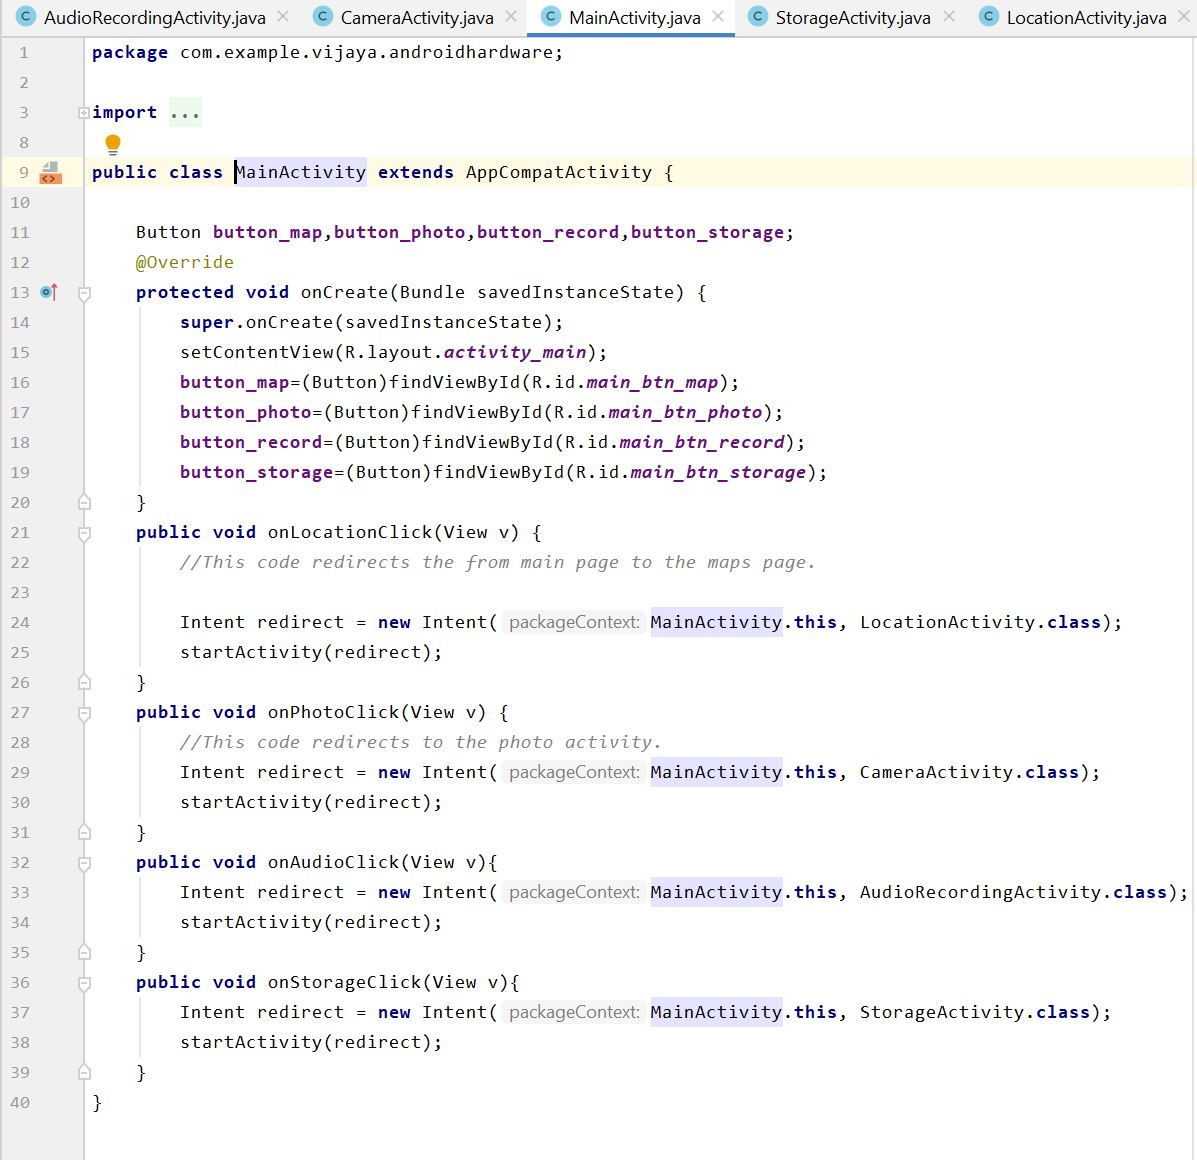 AudioRecordingActivity.java CameraActivity.java MainActivity.java StorageActivity.java LocationActivity.java
1 package com.example.vijaya.androidhardware;
2
3 import ...
8
9 public class MainActivity extends AppCompatActivity {
10
11 Button button_map,button_photo,button_record,button_storage;
12 @Override
13 protected void onCreate(Bundle savedInstanceState) {
14 super.onCreate(savedInstanceState);
15 setContentView(R.layout.activity_main);
16 button_map=(Button)findViewById(R.id.main_btn_map);
17 button_photo=(Button)findViewById(R.id.main_btn_photo);
18 button_record=(Button)findViewById(R.id.main_btn_record);
19 button_storage=(Button)findViewById(R.id.main_btn_storage);
20 }
21 public void onLocationClick(View v) {
22 //This code redirects the from main page to the maps page.
23
24 Intent redirect = new Intent( packageContext: MainActivity.this, LocationActivity.class);
25 startActivity(redirect);
26 }
27 public void onPhotoClick(View v) {
28 //This code redirects to the photo activity.
29 Intent redirect = new Intent( packageContext: MainActivity.this, CameraActivity.class);
30 startActivity(redirect);
31 }
32 public void onAudioClick(View v){
33 Intent redirect = new Intent( packageContext: MainActivity.this, AudioRecordingActivity.class);
34 startActivity(redirect);
35 }
36 public void onStorageClick(View v){
37 Intent redirect = new Intent( packageContext: MainActivity.this, StorageActivity.class);
38 startActivity(redirect);
39 }
40 }